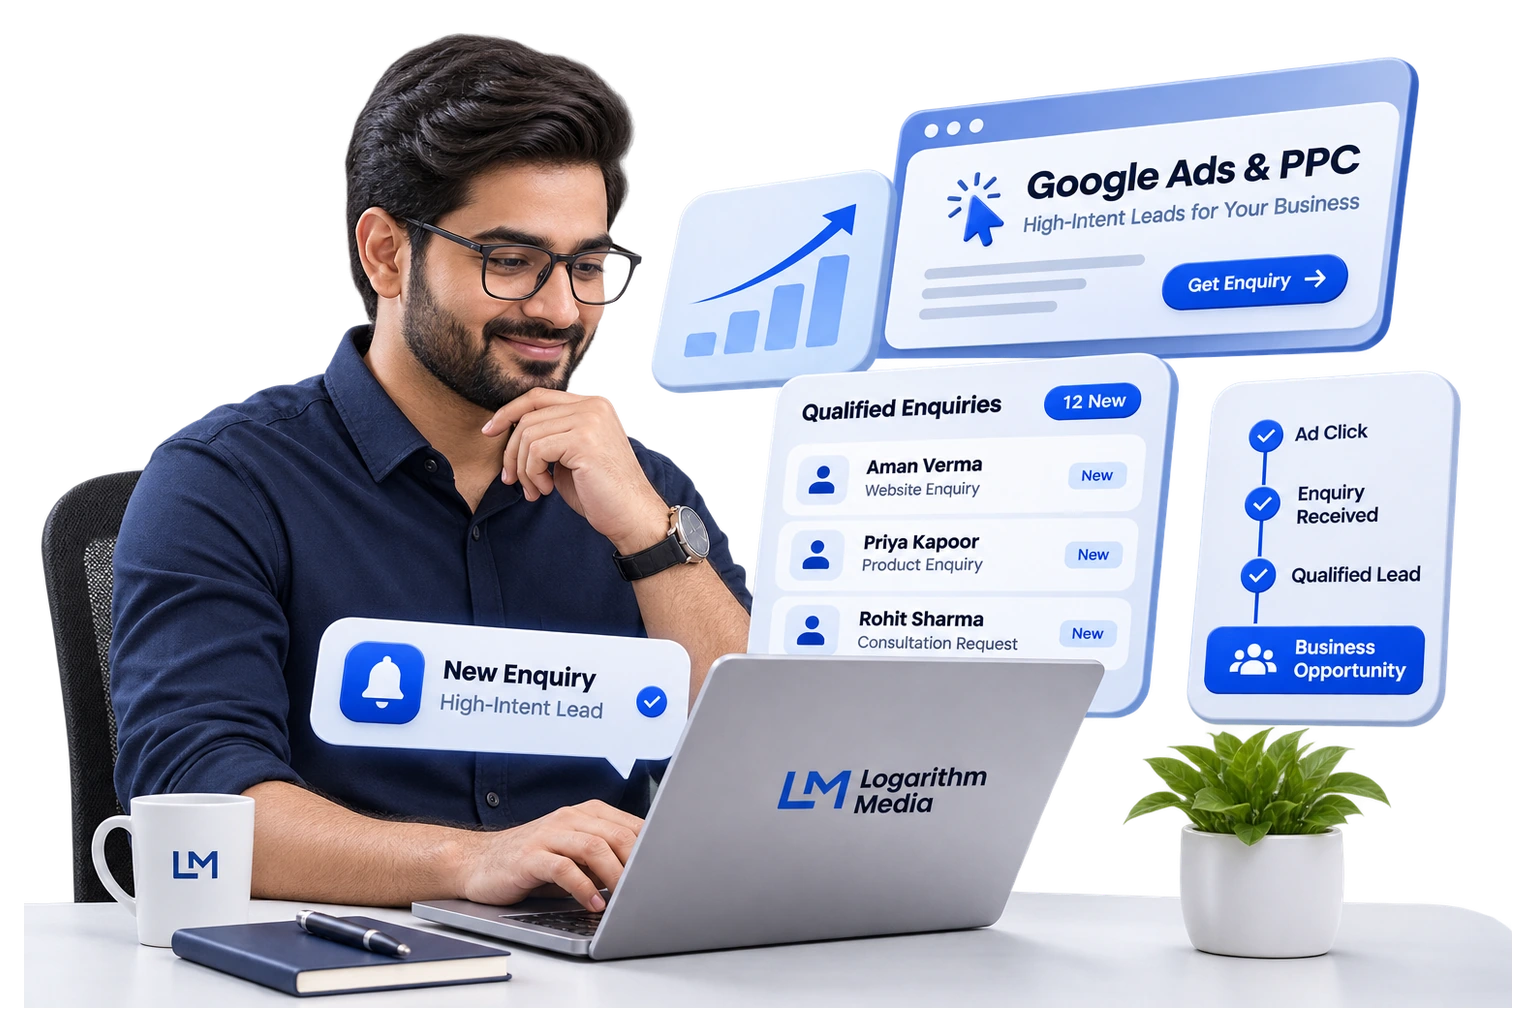 Google Ads & PPC
High-Intent Leads for Your Business
Get Enquiry
Qualified Enquiries
12 New
Aman Verma
Website Enquiry
New
Priya Kapoor
Product Enquiry
New
Rohit Sharma
Consultation Request
New
Ad Click
Enquiry
Received
Qualified Lead
Business
Opportunity
New Enquiry
High-Intent Lead
LM Logarithm
Media
LM